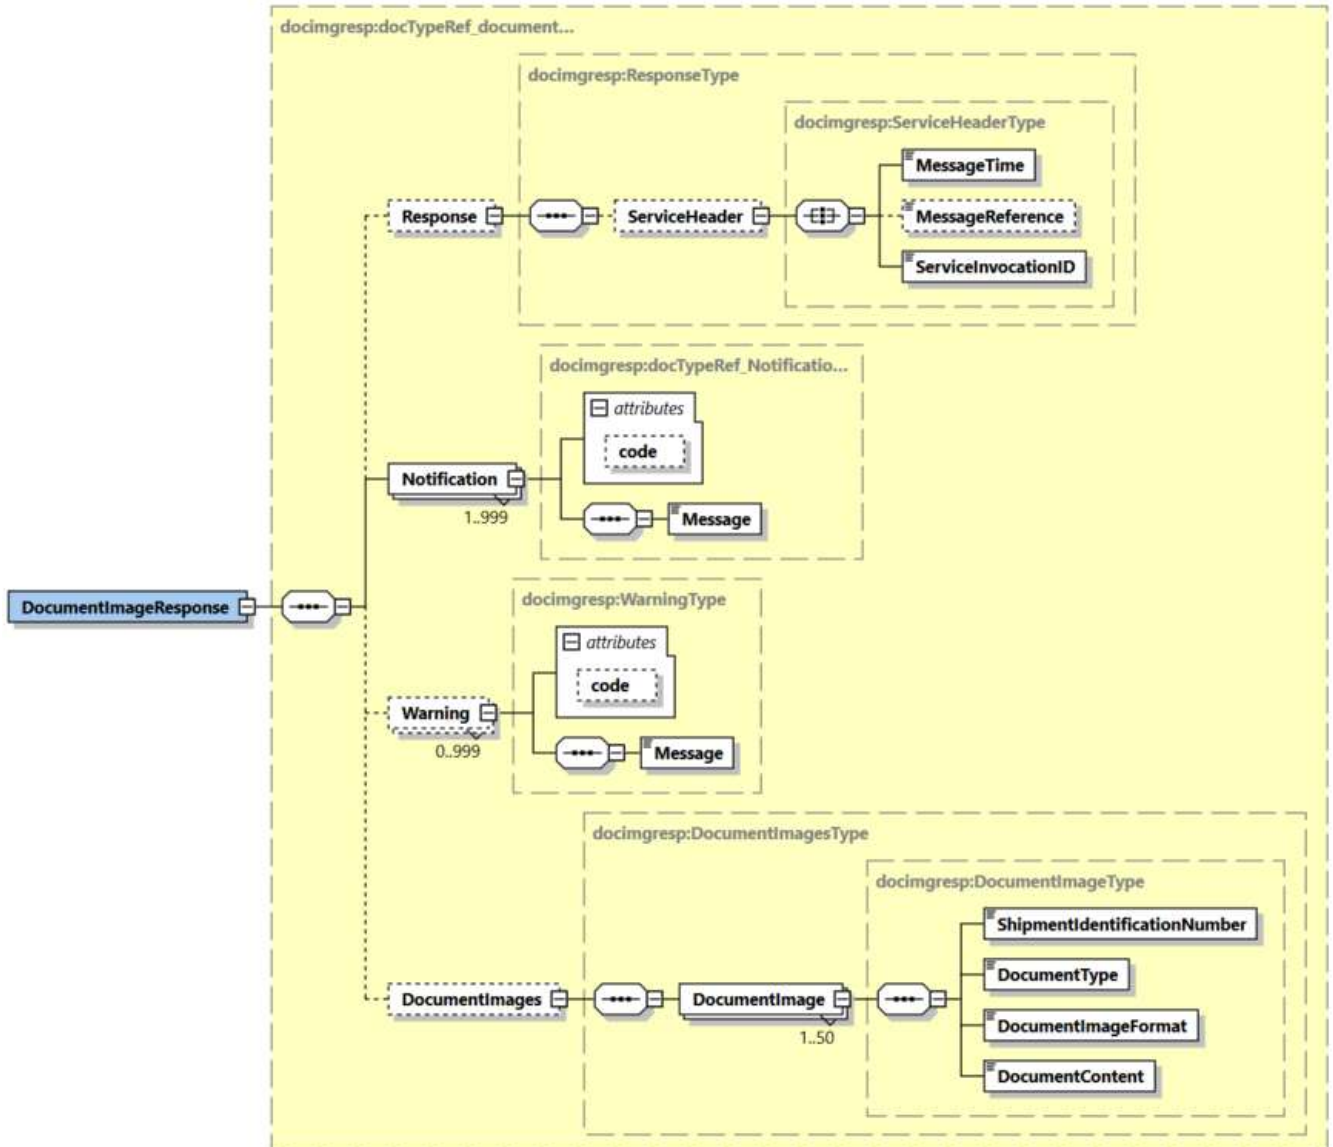 docimgresp:docTypeRef_document...
docimgresp:ResponseType
docimgresp:ServiceHeaderType
MessageTime
Response
ServiceHeader
MessageReference
ServiceInvocationID
docimgresp:docTypeRef_Notificatio...
attributes
code
Notification
1..999
Message
DocumentImageResponse
docimgresp:WarningType
attributes
code
Warning
0..999
Message
docimgresp:DocumentImagesType
docimgresp:DocumentImageType
ShipmentIdentificationNumber
DocumentType
DocumentImages
DocumentImage
1..50
DocumentImageFormat
DocumentContent